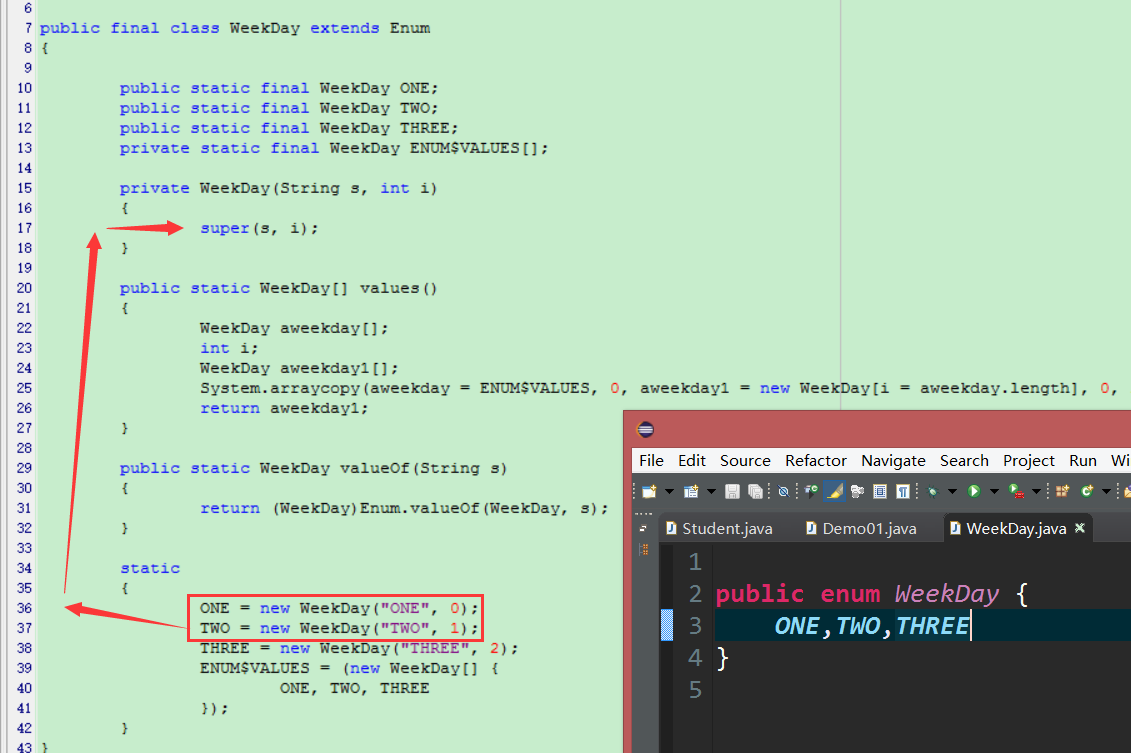 6
7 public final class WeekDay extends Enum
8 {
9
10 public static final WeekDay ONE;
11 public static final WeekDay TWO;
12 public static final WeekDay THREE;
13 private static final WeekDay ENUM$VALUES[];
14
15 private WeekDay(String s, int i)
16 {
17 super(s, i);
18 }
19
20 public static WeekDay[] values()
21 {
22 WeekDay aweekday[];
23 int i;
24 WeekDay aweekday1[];
25 System.arraycopy(aweekday = ENUM$VALUES, 0, aweekday1 = new WeekDay[i = aweekday.length], 0,
26 return aweekday1;
27 }
28
29 public static WeekDay valueOf(String s)
30 {
31 return (WeekDay)Enum.valueOf(WeekDay, s);
32 }
33
34 static
35 {
36 ONE = new WeekDay("ONE", 0);
37 TWO = new WeekDay("TWO", 1);
38 THREE = new WeekDay("THREE", 2);
39 ENUM$VALUES = (new WeekDay[] {
40 ONE, TWO, THREE
41 });
42 }
43 }
File Edit Source Refactor Navigate Search Project Run Wi
Student.java Demo01.java WeekDay.java
1
2 public enum WeekDay {
3 ONE,TWO,THREE
4 }
5